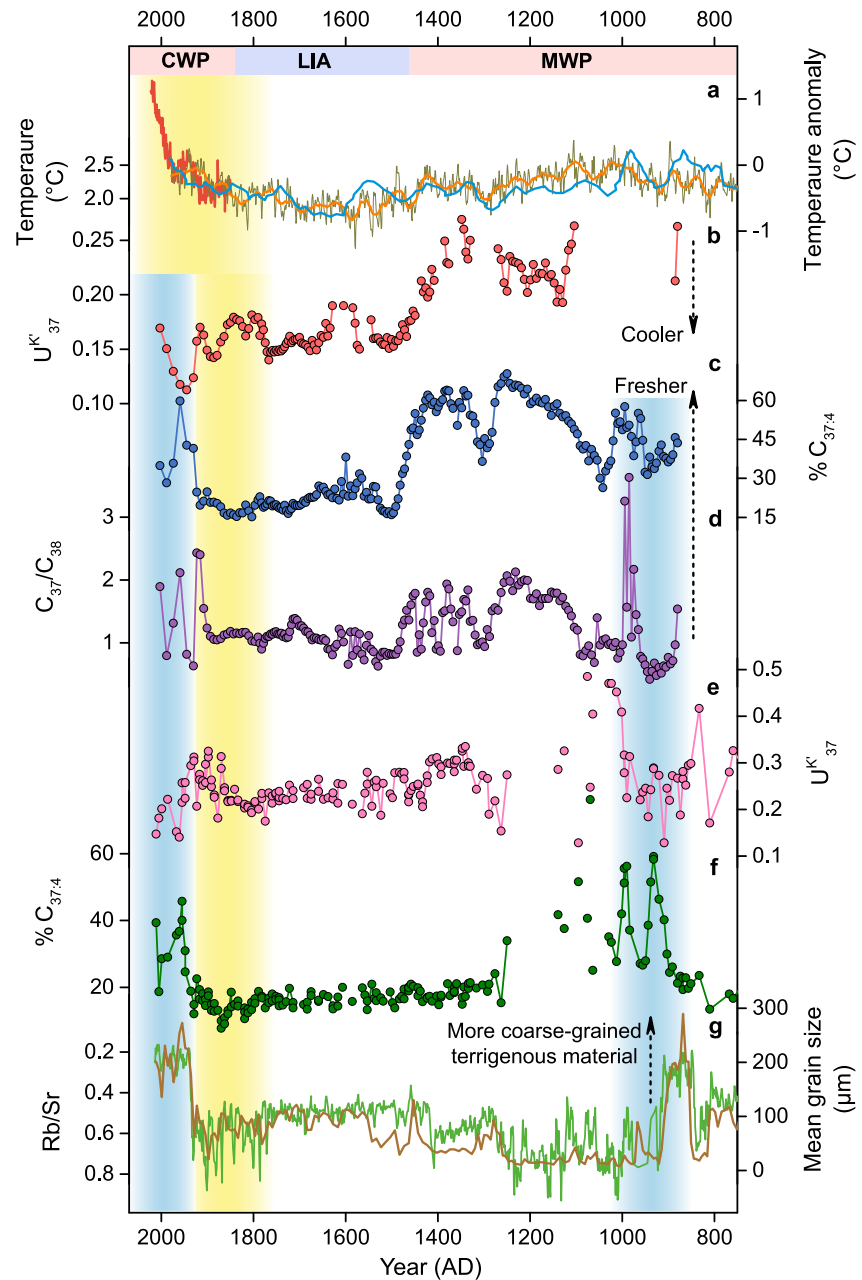 2000 1800 1600 1400 1200 1000 800
CWP LIA MWP
a
1
0
-1
Temperaure anomaly
(°C)
2.5
2.0
Temperaure
(°C)
b
0.25
0.20
0.15
0.10
U37K'
Cooler
c
Fresher
60
45
30
15
% C37:4
d
3
2
1
C37/C38
e
0.5
0.4
0.3
0.2
0.1
U37K'
f
60
40
20
% C37:4
g
More coarse-grained
terrigenous material
300
200
100
0
Mean grain size
(μm)
0.2
0.4
0.6
0.8
Rb/Sr
2000 1800 1600 1400 1200 1000 800
Year (AD)